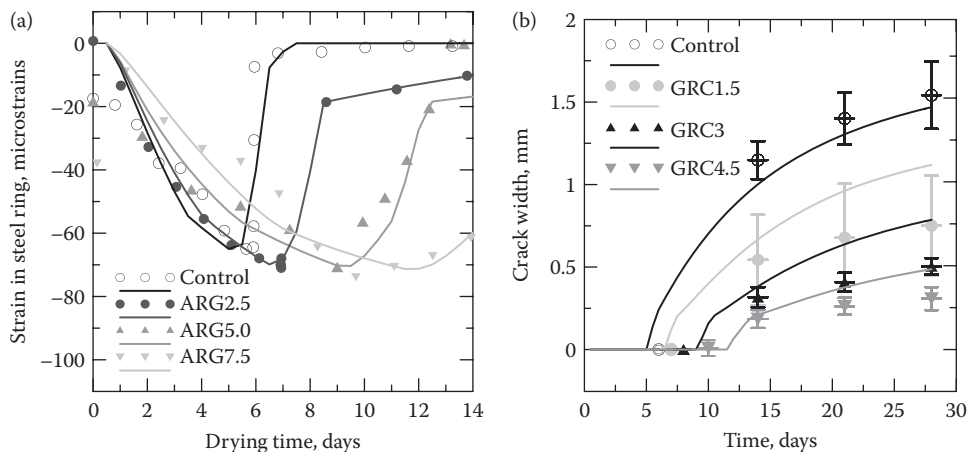 (a)
0
−20
−40
−60
−80
−100
Strain in steel ring, microstrains
Control
ARG2.5
ARG5.0
ARG7.5
0 2 4 6 8 10 12 14
Drying time, days
(b)
2
1.5
1
0.5
0
Crack width, mm
Control
GRC1.5
GRC3
GRC4.5
0 5 10 15 20 25 30
Time, days